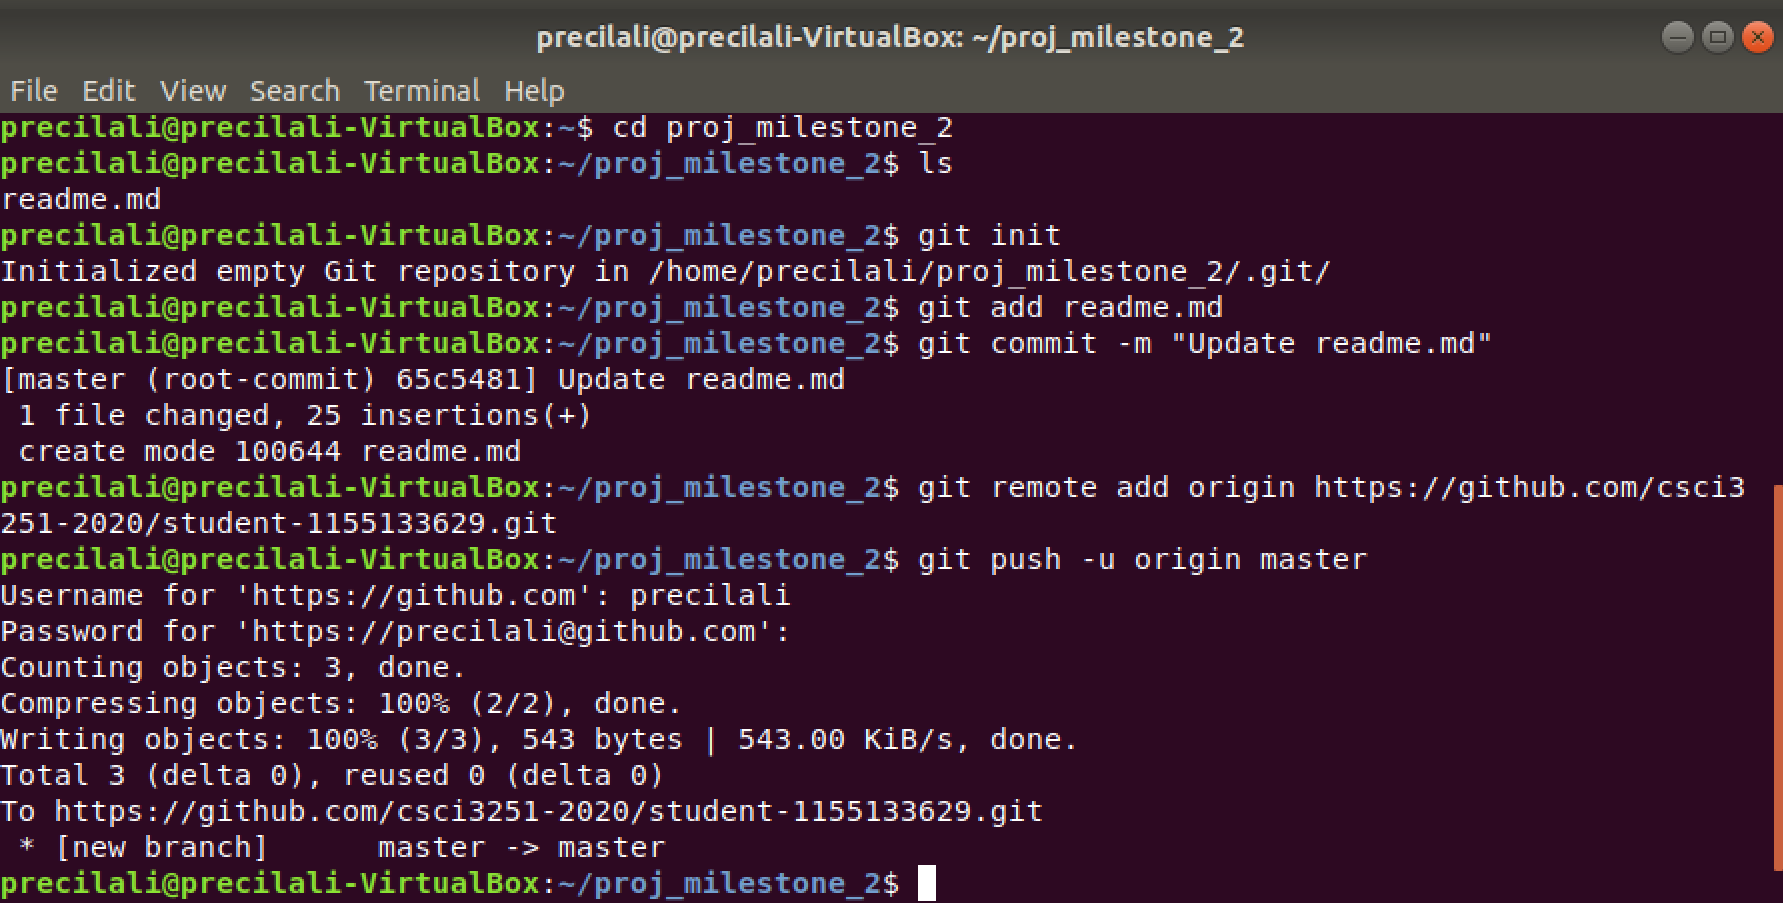 precilali@precilali-VirtualBox: ~/proj_milestone_2
File Edit View Search Terminal Help
precilali@precilali-VirtualBox:~$ cd proj_milestone_2
precilali@precilali-VirtualBox:~/proj_milestone_2$ ls
readme.md
precilali@precilali-VirtualBox:~/proj_milestone_2$ git init
Initialized empty Git repository in /home/precilali/proj_milestone_2/.git/
precilali@precilali-VirtualBox:~/proj_milestone_2$ git add readme.md
precilali@precilali-VirtualBox:~/proj_milestone_2$ git commit -m "Update readme.md"
[master (root-commit) 65c5481] Update readme.md
 1 file changed, 25 insertions(+)
 create mode 100644 readme.md
precilali@precilali-VirtualBox:~/proj_milestone_2$ git remote add origin https://github.com/csci3
251-2020/student-1155133629.git
precilali@precilali-VirtualBox:~/proj_milestone_2$ git push -u origin master
Username for 'https://github.com': precilali
Password for 'https://precilali@github.com':
Counting objects: 3, done.
Compressing objects: 100% (2/2), done.
Writing objects: 100% (3/3), 543 bytes | 543.00 KiB/s, done.
Total 3 (delta 0), reused 0 (delta 0)
To https://github.com/csci3251-2020/student-1155133629.git
 * [new branch]      master -> master
precilali@precilali-VirtualBox:~/proj_milestone_2$